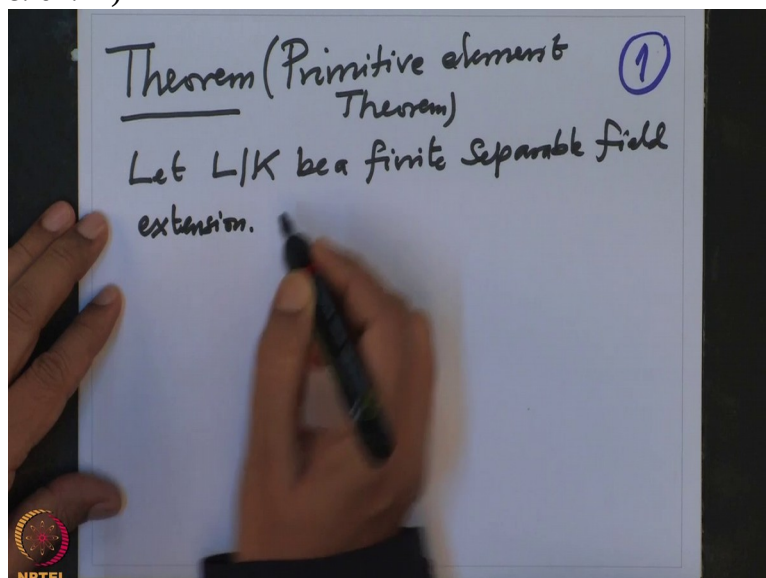 Theorem (Primitive element
Theorem)
1
Let L/K be a finite separable field
extension.
NPTEL